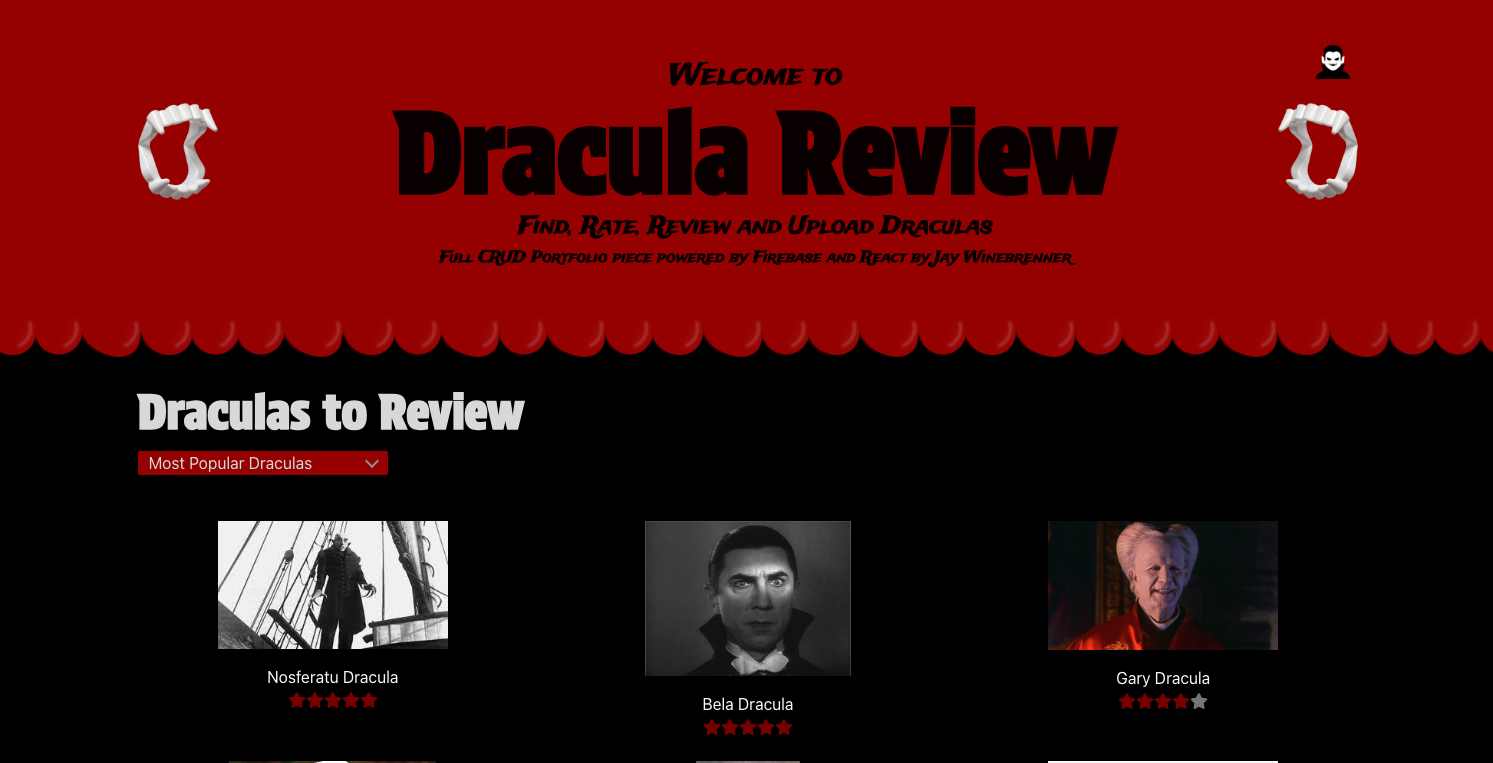 Welcome to
Dracula Review
Find, Rate, Review and Upload Draculas
Full CRUD Portfolio piece powered by Firebase and React by Jay Winebrenner
Draculas to Review
Most Popular Draculas
Nosferatu Dracula
Bela Dracula
Gary Dracula